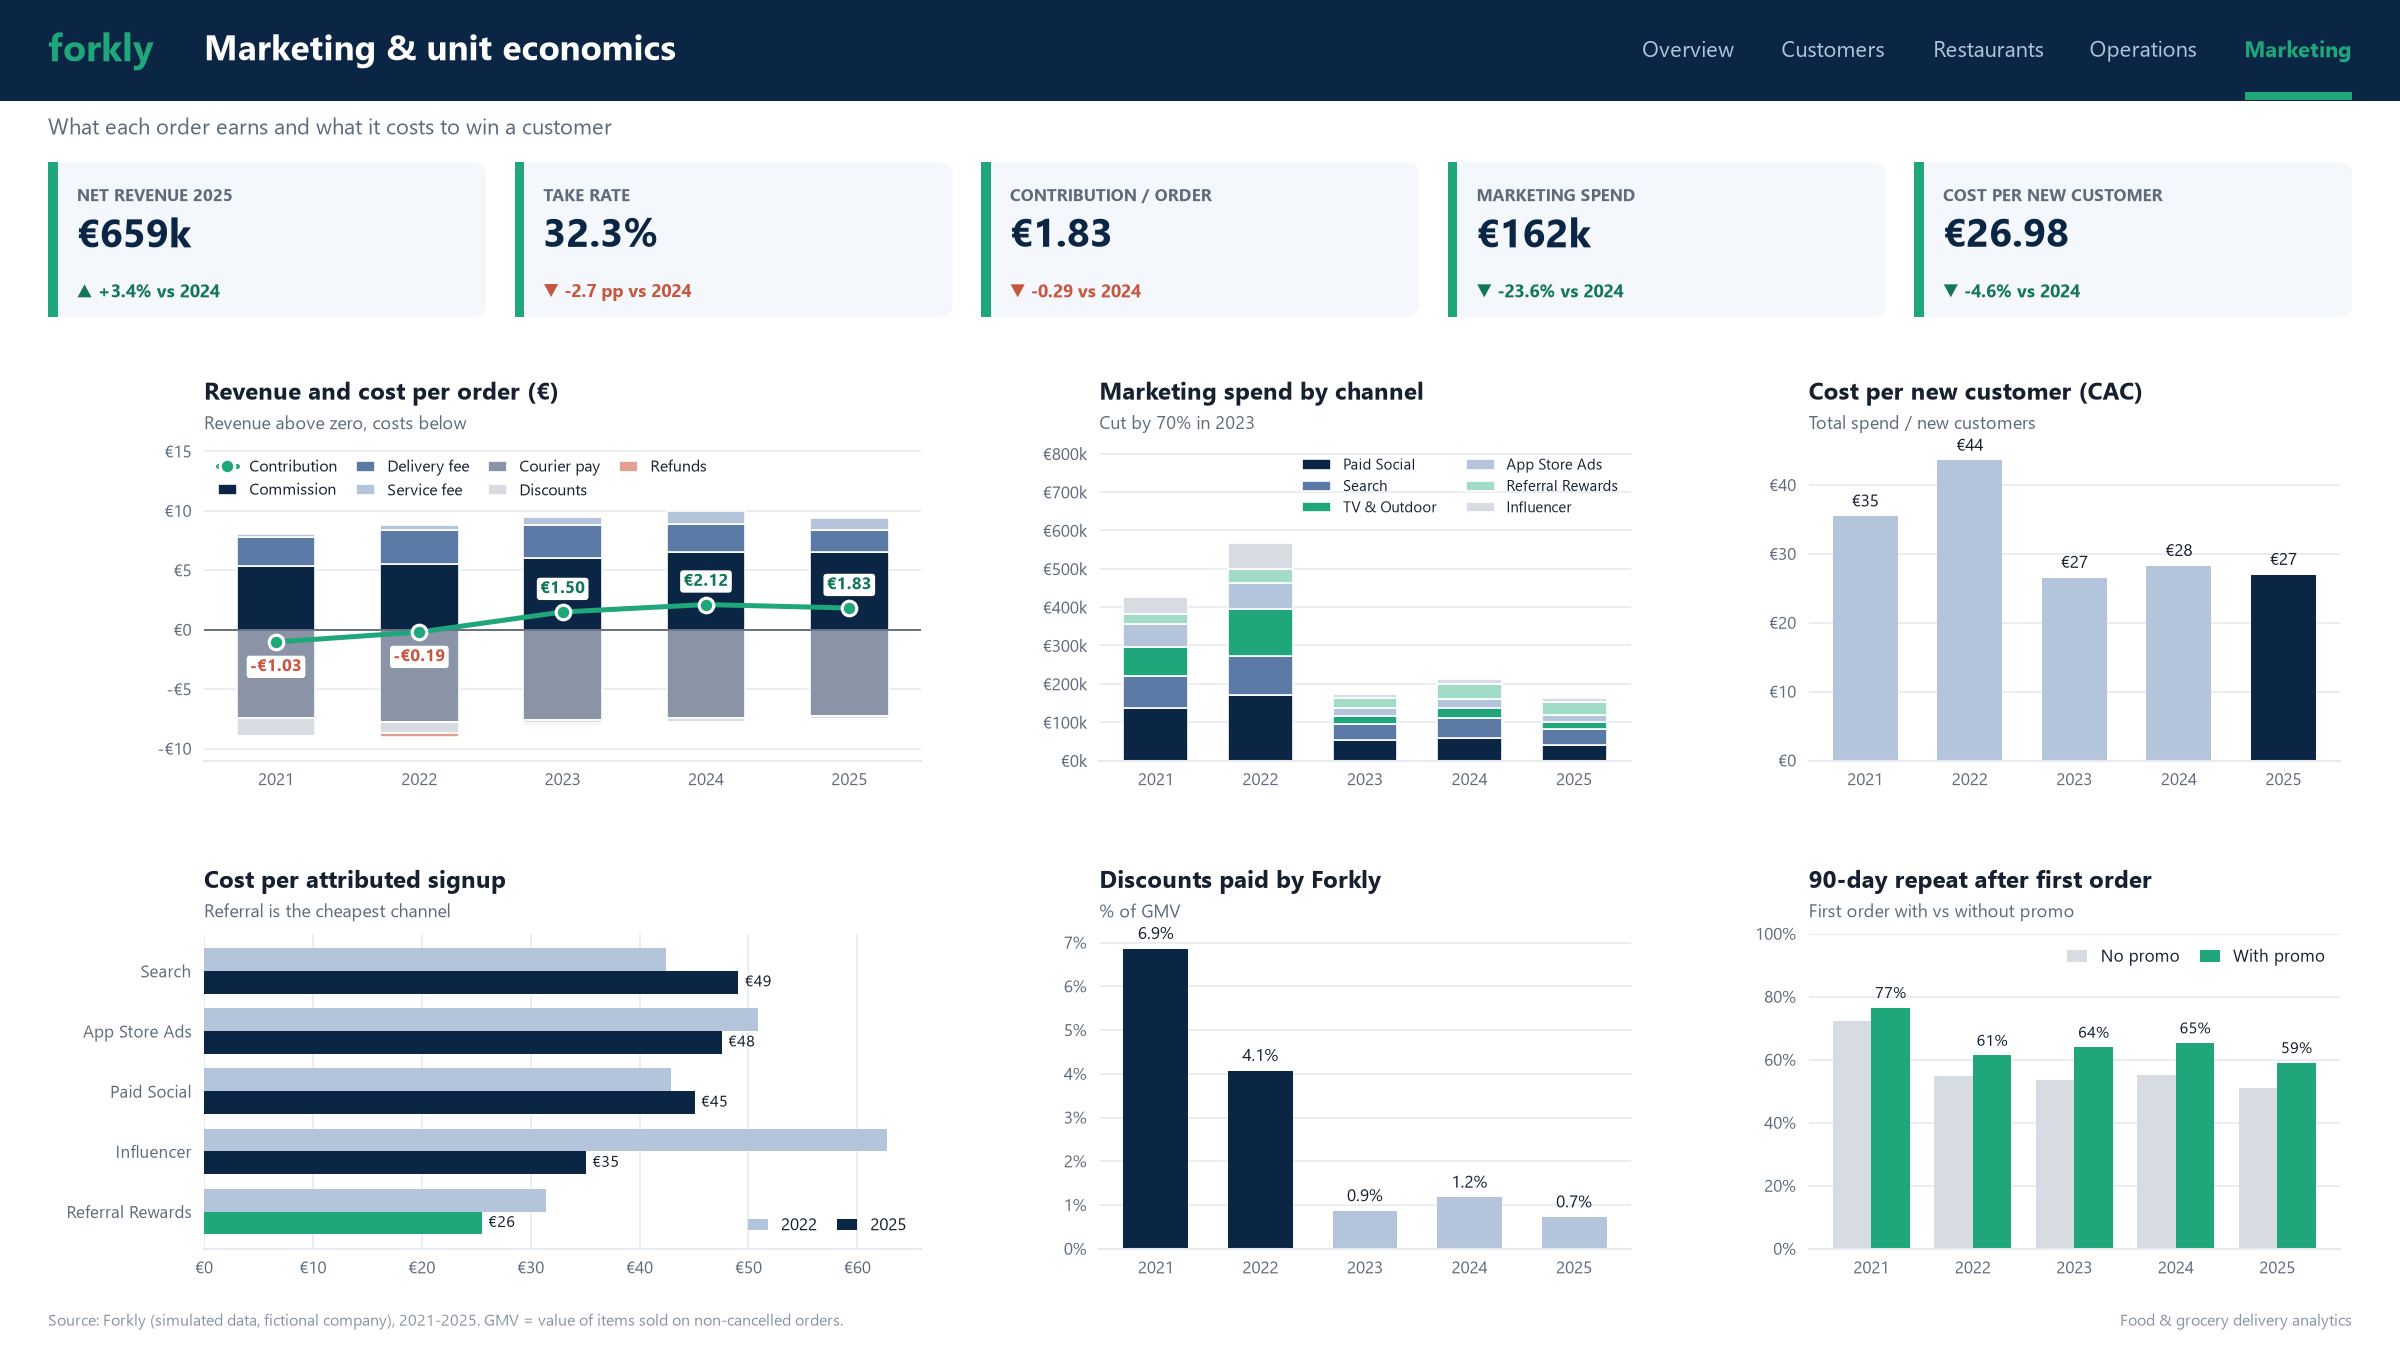 forkly
Marketing & unit economics
Overview
Customers
Restaurants
Operations
Marketing
What each order earns and what it costs to win a customer
NET REVENUE 2025
€659k
▲ +3.4% vs 2024
TAKE RATE
32.3%
▼ -2.7 pp vs 2024
CONTRIBUTION / ORDER
€1.83
▼ -0.29 vs 2024
MARKETING SPEND
€162k
▼ -23.6% vs 2024
COST PER NEW CUSTOMER
€26.98
▼ -4.6% vs 2024
Revenue and cost per order (€)
Revenue above zero, costs below
Contribution
Delivery fee
Courier pay
Refunds
Commission
Service fee
Discounts
€15
€10
€5
€0
-€5
-€10
-€1.03
-€0.19
€1.50
€2.12
€1.83
2021
2022
2023
2024
2025
Marketing spend by channel
Cut by 70% in 2023
Paid Social
App Store Ads
Search
Referral Rewards
TV & Outdoor
Influencer
€800k
€700k
€600k
€500k
€400k
€300k
€200k
€100k
€0k
2021
2022
2023
2024
2025
Cost per new customer (CAC)
Total spend / new customers
€40
€30
€20
€10
€0
€35
€44
€27
€28
€27
2021
2022
2023
2024
2025
Cost per attributed signup
Referral is the cheapest channel
Search
€49
App Store Ads
€48
Paid Social
€45
Influencer
€35
Referral Rewards
€26
2022
2025
€0
€10
€20
€30
€40
€50
€60
Discounts paid by Forkly
% of GMV
7%
6%
5%
4%
3%
2%
1%
0%
6.9%
4.1%
0.9%
1.2%
0.7%
2021
2022
2023
2024
2025
90-day repeat after first order
First order with vs without promo
No promo
With promo
100%
80%
60%
40%
20%
0%
77%
61%
64%
65%
59%
2021
2022
2023
2024
2025
Source: Forkly (simulated data, fictional company), 2021-2025. GMV = value of items sold on non-cancelled orders.
Food & grocery delivery analytics